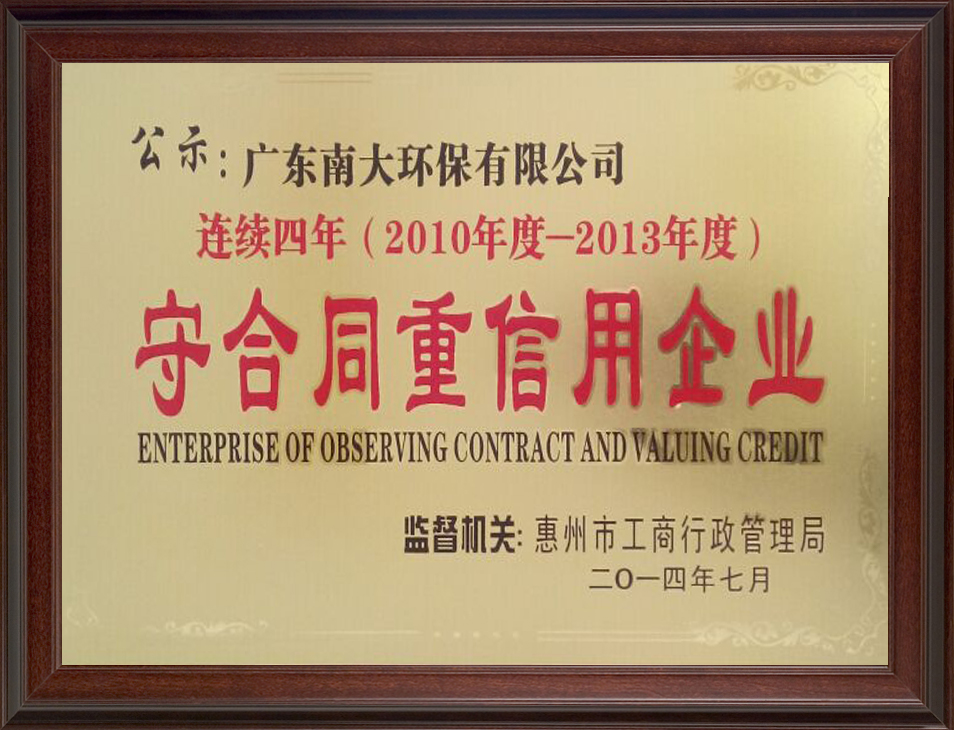 公示：广东南大环保有限公司
连续四年（2010年度—2013年度）
守合同重信用企业
ENTERPRISE OF OBSERVING CONTRACT AND VALUING CREDIT
监督机关：惠州市工商行政管理局
二O一四年七月